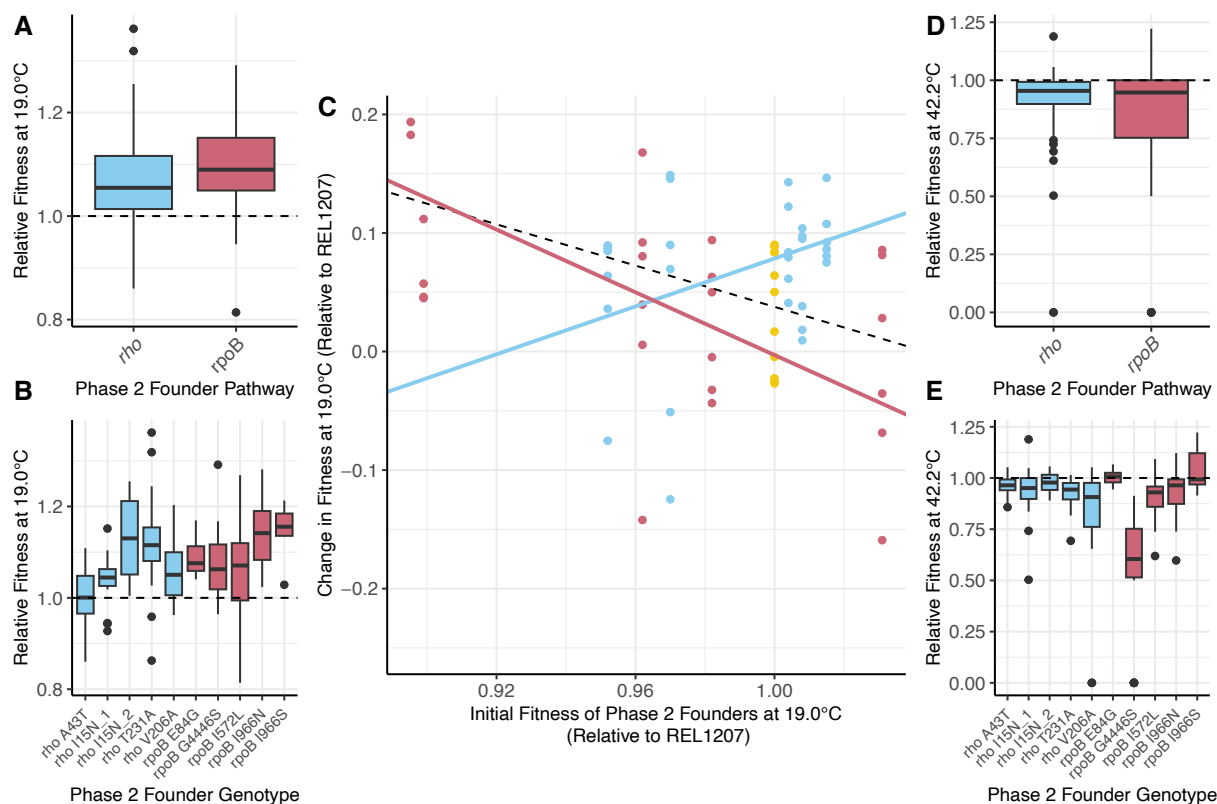 A
Relative Fitness at 19.0°C
1.2
1.0
0.8
rho
rpoB
Phase 2 Founder Pathway
B
Relative Fitness at 19.0°C
1.2
1.0
0.8
rho A43T
rho I15N_1
rho I15N_2
rho T231A
rho V206A
rpoB E84G
rpoB G4446S
rpoB I572L
rpoB I966N
rpoB I966S
Phase 2 Founder Genotype
C
Change in Fitness at 19.0°C (Relative to REL1207)
0.2
0.1
0.0
−0.1
−0.2
0.92
0.96
1.00
Initial Fitness of Phase 2 Founders at 19.0°C
(Relative to REL1207)
D
Relative Fitness at 42.2°C
1.25
1.00
0.75
0.50
0.25
0.00
rho
rpoB
Phase 2 Founder Pathway
E
Relative Fitness at 42.2°C
1.25
1.00
0.75
0.50
0.25
0.00
rho A43T
rho I15N_1
rho I15N_2
rho T231A
rho V206A
rpoB E84G
rpoB G4446S
rpoB I572L
rpoB I966N
rpoB I966S
Phase 2 Founder Genotype